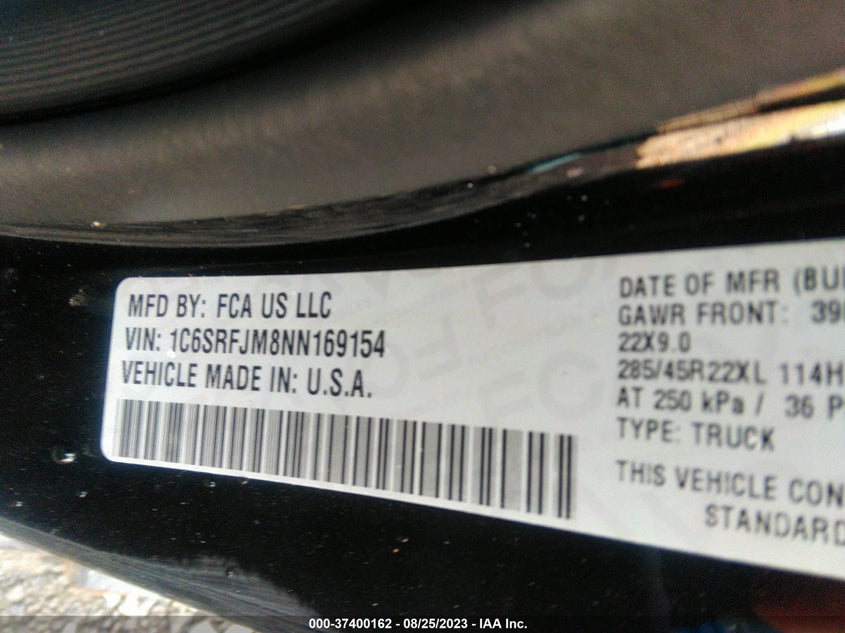 MFD BY: FCA US LLC
VIN: 1C6SRFJM8NN169154
VEHICLE MADE IN: U.S.A.
DATE OF MFR (BU
GAWR FRONT: 39
22X9.0
285/45R22XL 114H
AT 250 kPa / 36 P
TYPE: TRUCK
THIS VEHICLE CON
STANDARD
000-37400162 - 08/25/2023 - IAA Inc.